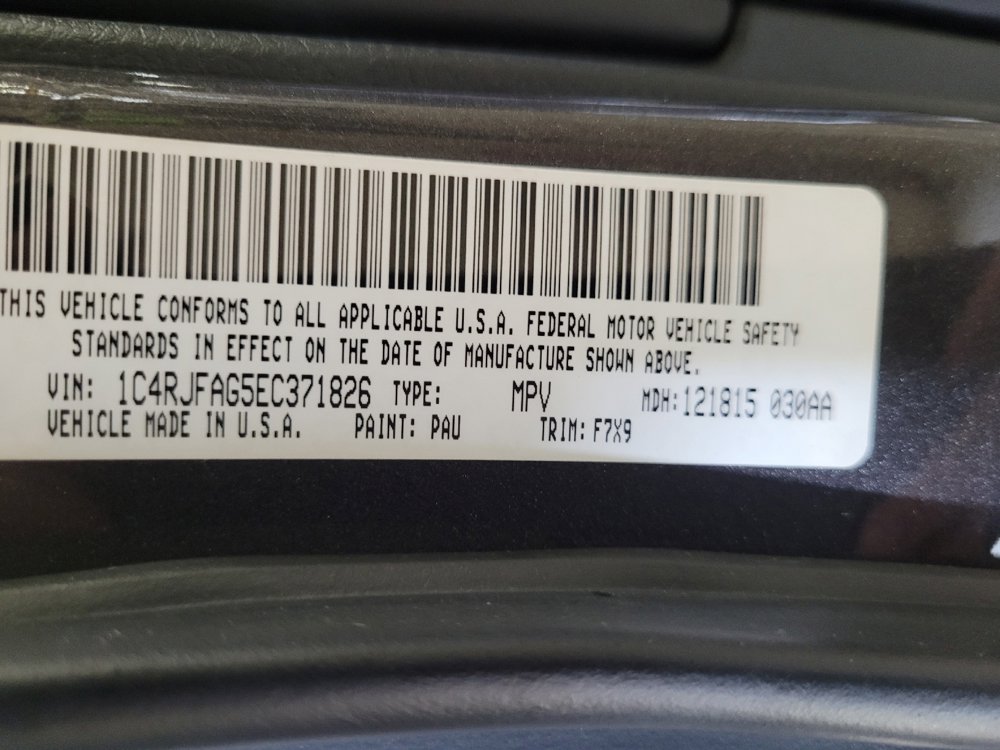 THIS VEHICLE CONFORMS TO ALL APPLICABLE U.S.A. FEDERAL MOTOR VEHICLE SAFETY
STANDARDS IN EFFECT ON THE DATE OF MANUFACTURE SHOWN ABOVE.
VIN: 1C4RJFAG5EC371826 TYPE: MPV MDH:121815 030AA
VEHICLE MADE IN U.S.A. PAINT: PAU TRIM: F7X9